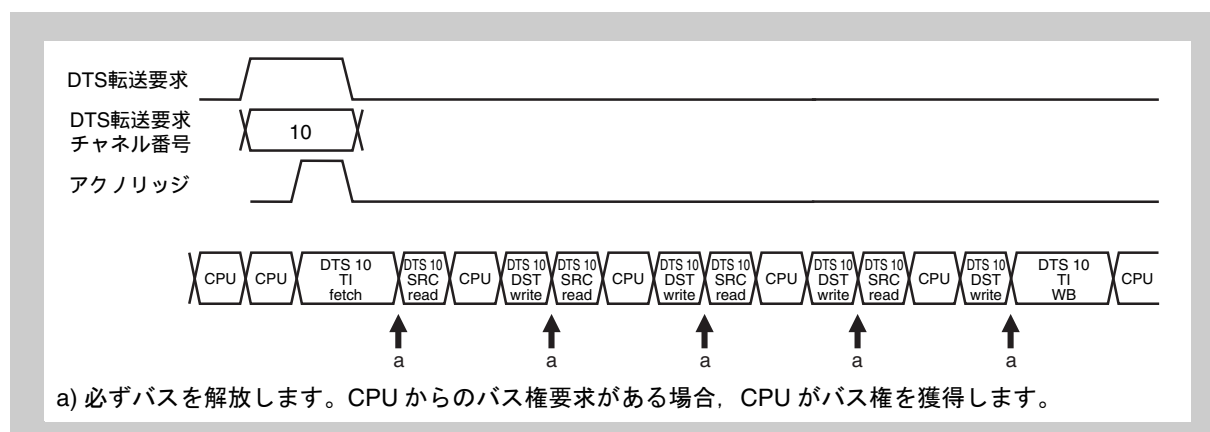 DTS転送要求
DTS転送要求
チャネル番号
10
アクノリッジ
CPU CPU DTS 10 TI fetch DTS 10 SRC read CPU DTS 10 DST write DTS 10 SRC read CPU DTS 10 DST write DTS 10 SRC read CPU DTS 10 DST write DTS 10 SRC read CPU DTS 10 DST write DTS 10 TI WB CPU
a a a a a
a) 必ずバスを解放します。CPU からのバス権要求がある場合，CPU がバス権を獲得します。